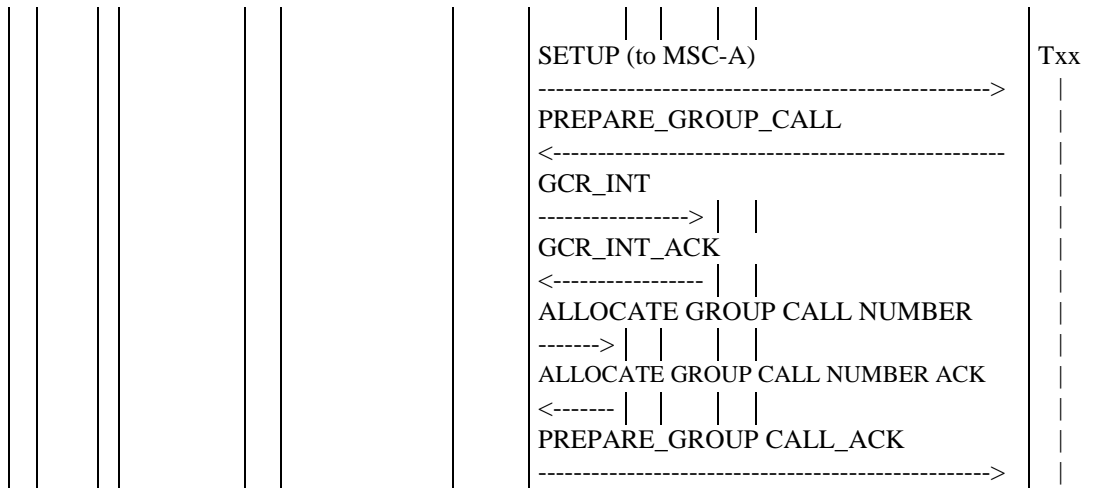 SETUP (to MSC-A) Txx
---------------------------------------------------->
PREPARE_GROUP_CALL
<----------------------------------------------------
GCR_INT
----------------->
GCR_INT_ACK
<-----------------
ALLOCATE GROUP CALL NUMBER
------->
ALLOCATE GROUP CALL NUMBER ACK
<-------
PREPARE_GROUP CALL_ACK
---------------------------------------------------->